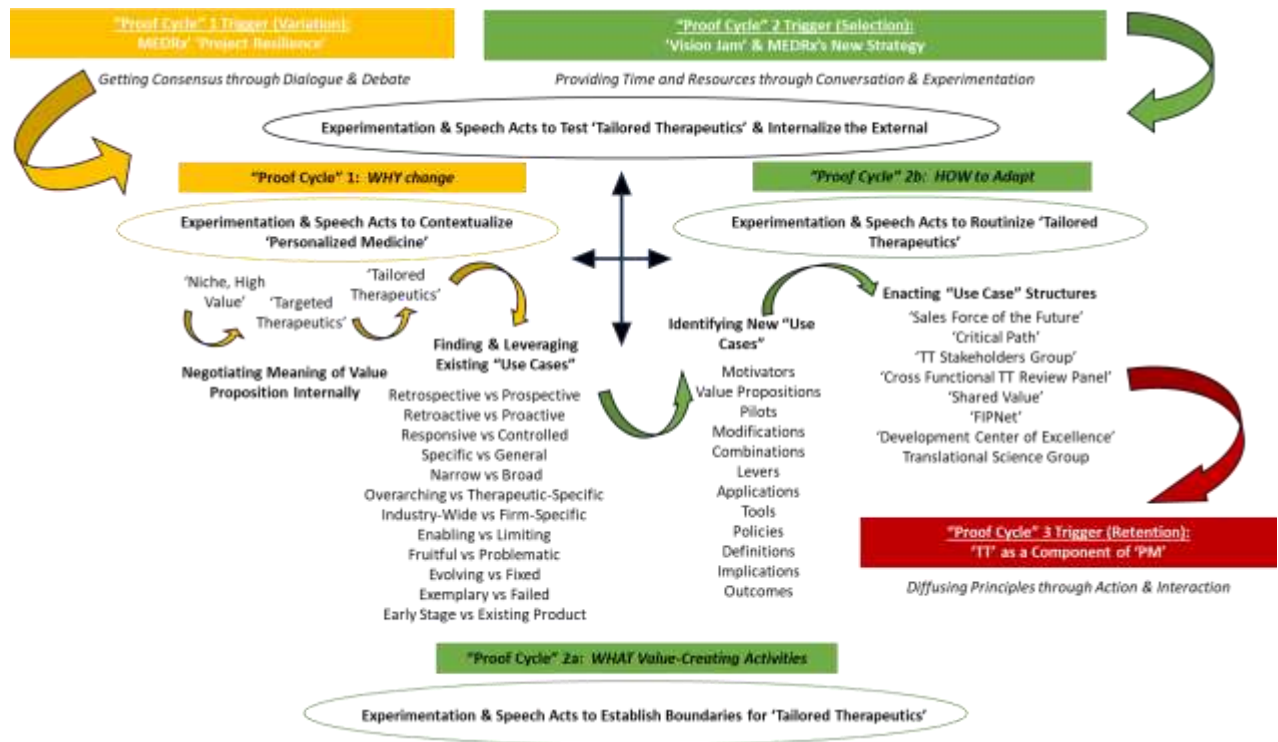 "Proof Cycle" 1 Trigger (Variation):
MEDRx' 'Project Resilience'
"Proof Cycle" 2 Trigger (Selection):
'Vision Jam' & MEDRx's New Strategy
Getting Consensus through Dialogue & Debate
Providing Time and Resources through Conversation & Experimentation
Experimentation & Speech Acts to Test 'Tailored Therapeutics' & Internalize the External
"Proof Cycle" 1: WHY change
Experimentation & Speech Acts to Contextualize
'Personalized Medicine'
"Proof Cycle" 2b: HOW to Adapt
Experimentation & Speech Acts to Routinize 'Tailored
Therapeutics'
'Niche, High
Value'
'Targeted
Therapeutics'
'Tailored
Therapeutics'
Negotiating Meaning of Value
Proposition Internally
Finding & Leveraging
Existing "Use Cases"
Retrospective vs Prospective
Retroactive vs Proactive
Responsive vs Controlled
Specific vs General
Narrow vs Broad
Overarching vs Therapeutic-Specific
Industry-Wide vs Firm-Specific
Enabling vs Limiting
Fruitful vs Problematic
Evolving vs Fixed
Exemplary vs Failed
Early Stage vs Existing Product
Identifying New "Use
Cases"
Motivators
Value Propositions
Pilots
Modifications
Combinations
Levers
Applications
Tools
Policies
Definitions
Implications
Outcomes
Enacting "Use Case" Structures
'Sales Force of the Future'
'Critical Path'
'TT Stakeholders Group'
'Cross Functional TT Review Panel'
'Shared Value'
'FIPNet'
'Development Center of Excellence'
Translational Science Group
"Proof Cycle" 3 Trigger (Retention):
'TT' as a Component of 'PM'
Diffusing Principles through Action & Interaction
"Proof Cycle" 2a: WHAT Value-Creating Activities
Experimentation & Speech Acts to Establish Boundaries for 'Tailored Therapeutics'